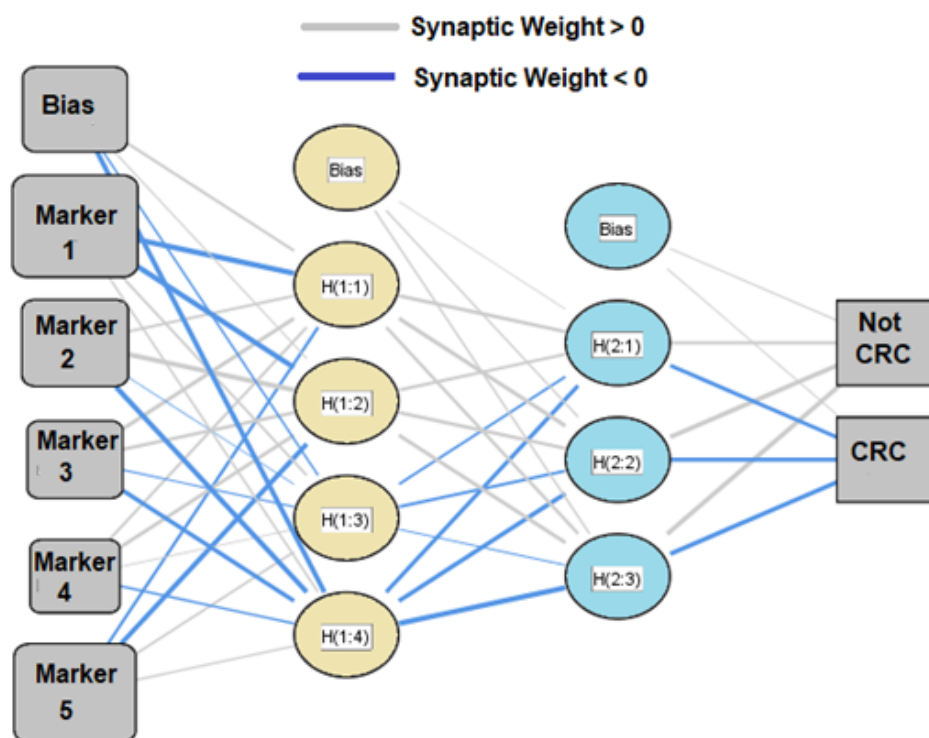 Synaptic Weight > 0
Synaptic Weight < 0
Bias
Marker
1
Marker
2
Marker
3
Marker
4
Marker
5
Bias
H(1:1)
H(1:2)
H(1:3)
H(1:4)
Bias
H(2:1)
H(2:2)
H(2:3)
Not
CRC
CRC